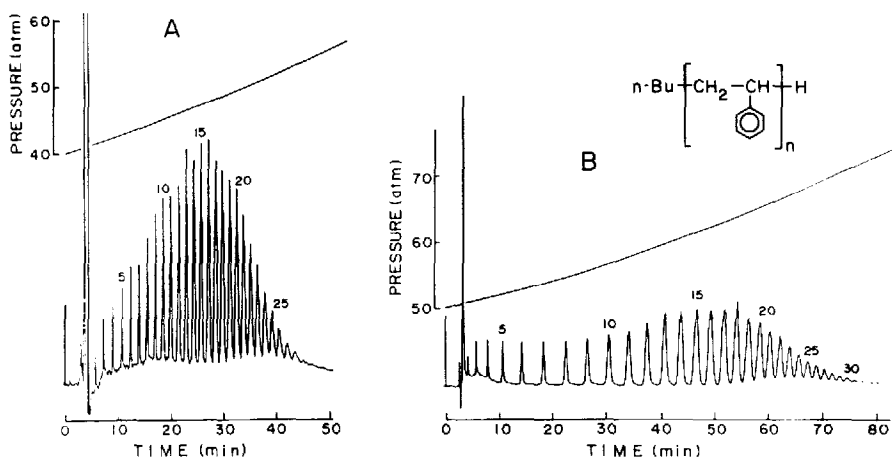 A
PRESSURE (atm)
60
50
40
5
10
15
20
25
0 10 20 30 40 50
TIME (min)
B
n-Bu CH2 CH H
n
PRESSURE (atm)
70
60
50
5
10
15
20
25
30
0 10 20 30 40 50 60 70 80
TIME (min)